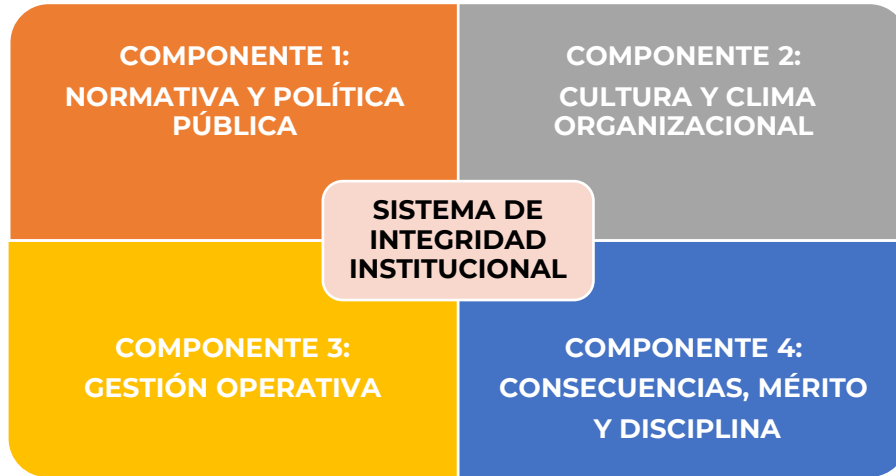 COMPONENTE 1:
NORMATIVA Y POLÍTICA
PÚBLICA
COMPONENTE 2:
CULTURA Y CLIMA
ORGANIZACIONAL
SISTEMA DE
INTEGRIDAD
INSTITUCIONAL
COMPONENTE 3:
GESTIÓN OPERATIVA
COMPONENTE 4:
CONSECUENCIAS, MÉRITO
Y DISCIPLINA